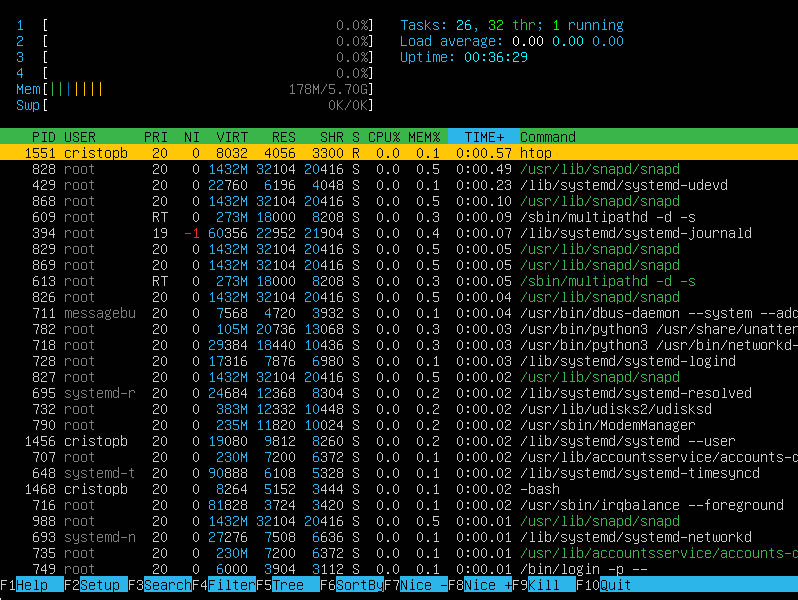 1 [ 0.0%] Tasks: 26, 32 thr; 1 running
2 [ 0.0%] Load average: 0.00 0.00 0.00
3 [ 0.0%] Uptime: 00:36:29
4 [ 0.0%]
Mem[||||||| 178M/5.70G]
Swp[ 0K/0K]
PID USER PRI NI VIRT RES SHR S CPU% MEM% TIME+ Command
1551 cristopb 20 0 8032 4056 3300 R 0.0 0.1 0:00.57 htop
828 root 20 0 1432M 32104 20416 S 0.0 0.5 0:00.49 /usr/lib/snapd/snapd
429 root 20 0 22760 6196 4048 S 0.0 0.1 0:00.23 /lib/systemd/systemd-udevd
868 root 20 0 1432M 32104 20416 S 0.0 0.5 0:00.10 /usr/lib/snapd/snapd
609 root RT 0 273M 18000 8208 S 0.0 0.3 0:00.09 /sbin/multipathd -d -s
394 root 19 -1 60356 22952 21904 S 0.0 0.4 0:00.07 /lib/systemd/systemd-journald
829 root 20 0 1432M 32104 20416 S 0.0 0.5 0:00.05 /usr/lib/snapd/snapd
869 root 20 0 1432M 32104 20416 S 0.0 0.5 0:00.05 /usr/lib/snapd/snapd
613 root RT 0 273M 18000 8208 S 0.0 0.3 0:00.05 /sbin/multipathd -d -s
826 root 20 0 1432M 32104 20416 S 0.0 0.5 0:00.04 /usr/lib/snapd/snapd
711 messagebu 20 0 7568 4720 3932 S 0.0 0.1 0:00.04 /usr/bin/dbus-daemon --system --add
782 root 20 0 105M 20736 13068 S 0.0 0.3 0:00.03 /usr/bin/python3 /usr/share/unatten
718 root 20 0 29384 18440 10436 S 0.0 0.3 0:00.03 /usr/bin/python3 /usr/bin/networkd-
728 root 20 0 17316 7876 6980 S 0.0 0.1 0:00.03 /lib/systemd/systemd-logind
827 root 20 0 1432M 32104 20416 S 0.0 0.5 0:00.02 /usr/lib/snapd/snapd
695 systemd-r 20 0 24684 12368 8304 S 0.0 0.2 0:00.02 /lib/systemd/systemd-resolved
732 root 20 0 383M 12332 10448 S 0.0 0.2 0:00.02 /usr/lib/udisks2/udisksd
790 root 20 0 235M 11820 10024 S 0.0 0.2 0:00.02 /usr/sbin/ModemManager
1456 cristopb 20 0 19080 9812 8260 S 0.0 0.2 0:00.02 /lib/systemd/systemd --user
707 root 20 0 230M 7200 6372 S 0.0 0.1 0:00.02 /usr/lib/accountsservice/accounts-d
648 systemd-t 20 0 90888 6108 5328 S 0.0 0.1 0:00.02 /lib/systemd/systemd-timesyncd
1468 cristopb 20 0 8264 5152 3444 S 0.0 0.1 0:00.02 -bash
716 root 20 0 81828 3724 3420 S 0.0 0.1 0:00.02 /usr/sbin/irqbalance --foreground
988 root 20 0 1432M 32104 20416 S 0.0 0.5 0:00.01 /usr/lib/snapd/snapd
693 systemd-n 20 0 27276 7508 6636 S 0.0 0.1 0:00.01 /lib/systemd/systemd-networkd
735 root 20 0 230M 7200 6372 S 0.0 0.1 0:00.01 /usr/lib/accountsservice/accounts-d
749 root 20 0 6000 3904 3112 S 0.0 0.1 0:00.01 /bin/login -p --
F1Help F2Setup F3SearchF4FilterF5Tree F6SortByF7Nice -F8Nice +F9Kill F10Quit